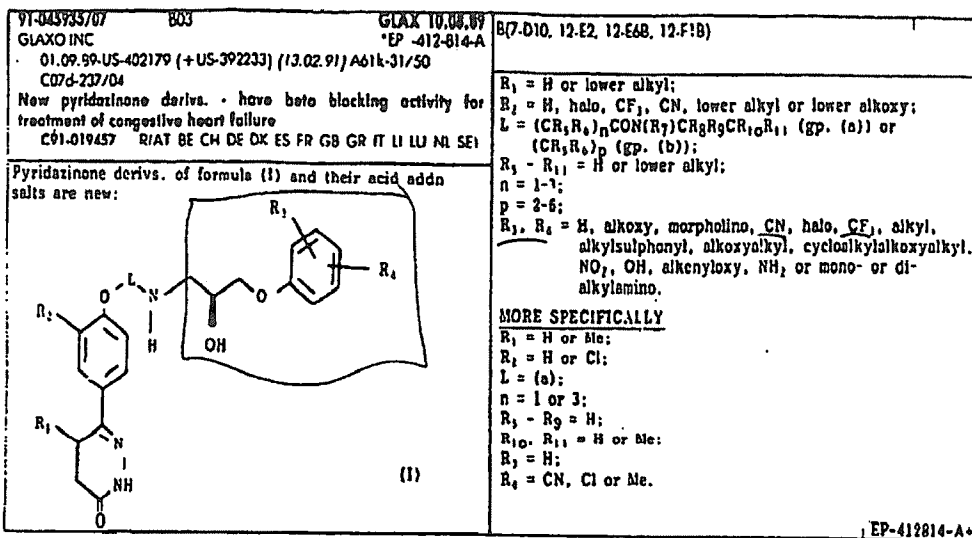 91-045935/07 B03 GLAX 10.08.89
GLAXO INC *EP -412-814-A
01.09.89-US-402179 (+US-392233) (13.02.91) A61k-31/50
C07d-237/04
New pyridazinone derivs. - have beta blocking activity for
treatment of congestive heart failure
C91-019457 R(AT BE CH DE DK ES FR GB GR IT LI LU NL SE)
Pyridazinone derivs. of formula (I) and their acid addn
salts are new:
R3
R4
L
O
N
O
R2
H
OH
R1
N
NH
O
(I)
B(7-D10, 12-E2, 12-E6B, 12-F1B)
R1 = H or lower alkyl;
R2 = H, halo, CF3, CN, lower alkyl or lower alkoxy;
L = (CR5R6)nCON(R7)CR8R9CR10R11 (gp. (a)) or
(CR5R6)p (gp. (b));
R5 - R11 = H or lower alkyl;
n = 1-3;
p = 2-6;
R3, R4 = H, alkoxy, morpholino, CN, halo, CF3, alkyl,
alkylsulphonyl, alkoxyalkyl, cycloalkylalkoxyalkyl,
NO2, OH, alkenyloxy, NH2 or mono- or di-
alkylamino.
MORE SPECIFICALLY
R1 = H or Me;
R2 = H or Cl;
L = (a);
n = 1 or 3;
R5 - R9 = H;
R10, R11 = H or Me;
R3 = H;
R4 = CN, Cl or Me.
EP-412814-A+